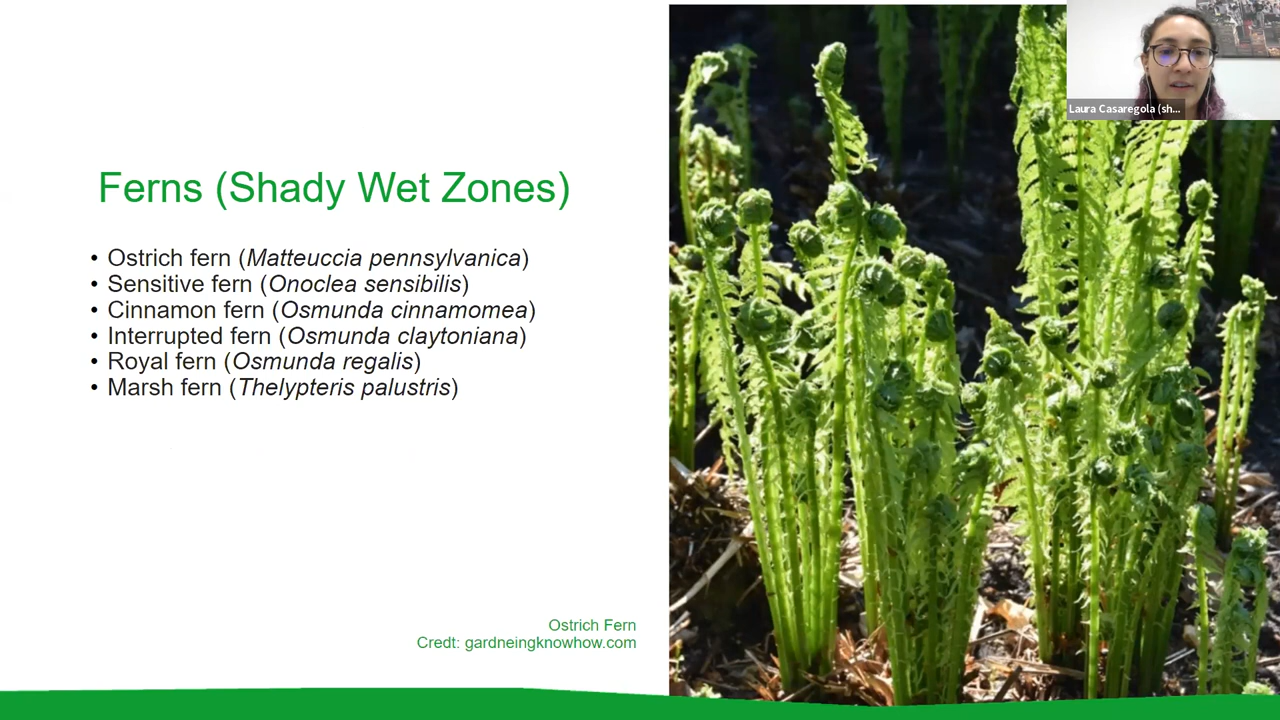 Ferns (Shady Wet Zones)
• Ostrich fern (Matteuccia pennsylvanica)
• Sensitive fern (Onoclea sensibilis)
• Cinnamon fern (Osmunda cinnamomea)
• Interrupted fern (Osmunda claytoniana)
• Royal fern (Osmunda regalis)
• Marsh fern (Thelypteris palustris)
Ostrich Fern
Credt: gardneingknowhow.com
Laura Casaregola (sh...